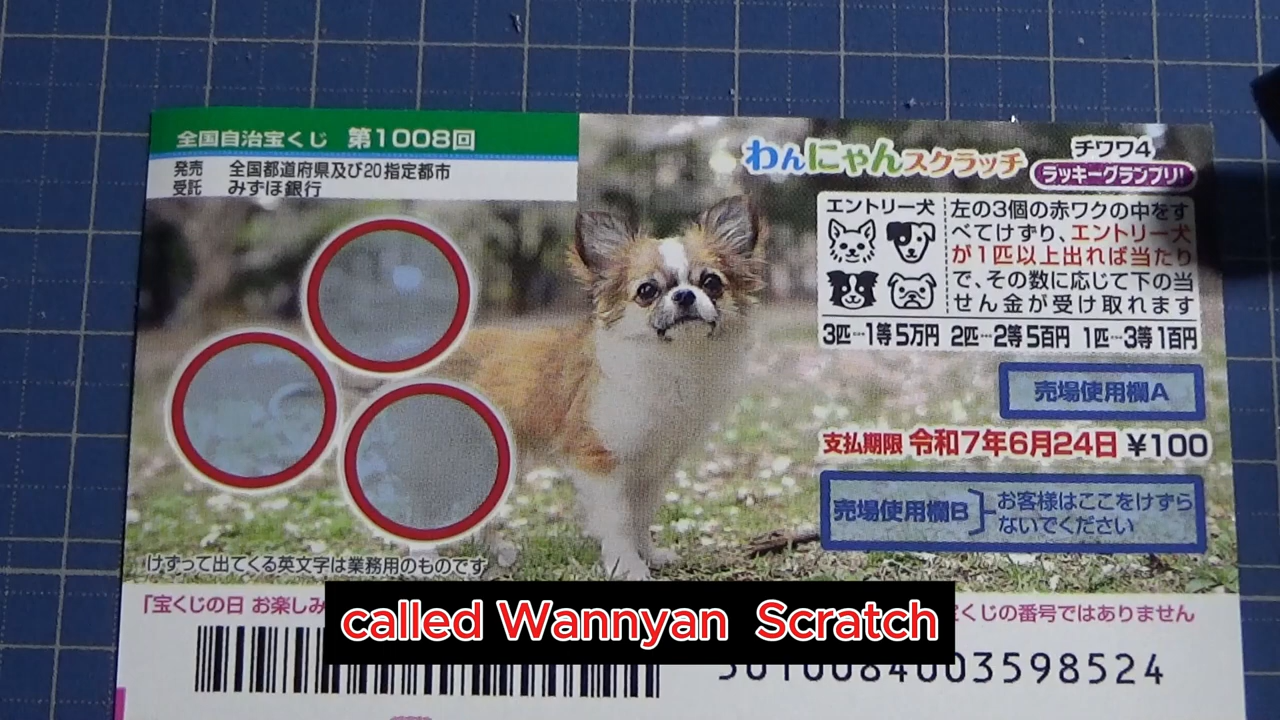 全国自治宝くじ 第1008回
発売 全国都道府県及び20指定都市
受託 みずほ銀行
わんにゃんスクラッチ
チワワ4
ラッキーグランプリ!
エントリー犬
左の3個の赤ワクの中をす
べてけずり、エントリー犬
が1匹以上出れば当たり
で、その数に応じて下の当
せん金が受け取れます
3匹…1等5万円 2匹…2等5百円 1匹…3等1百円
売場使用欄A
支払期限 令和7年6月24日 ¥100
売場使用欄B
お客様はここをけずら
ないでください
けずって出てくる英文字は業務用のものです
「宝くじの日 お楽しみ
くじの番号ではありません
called Wannyan Scratch
3598524